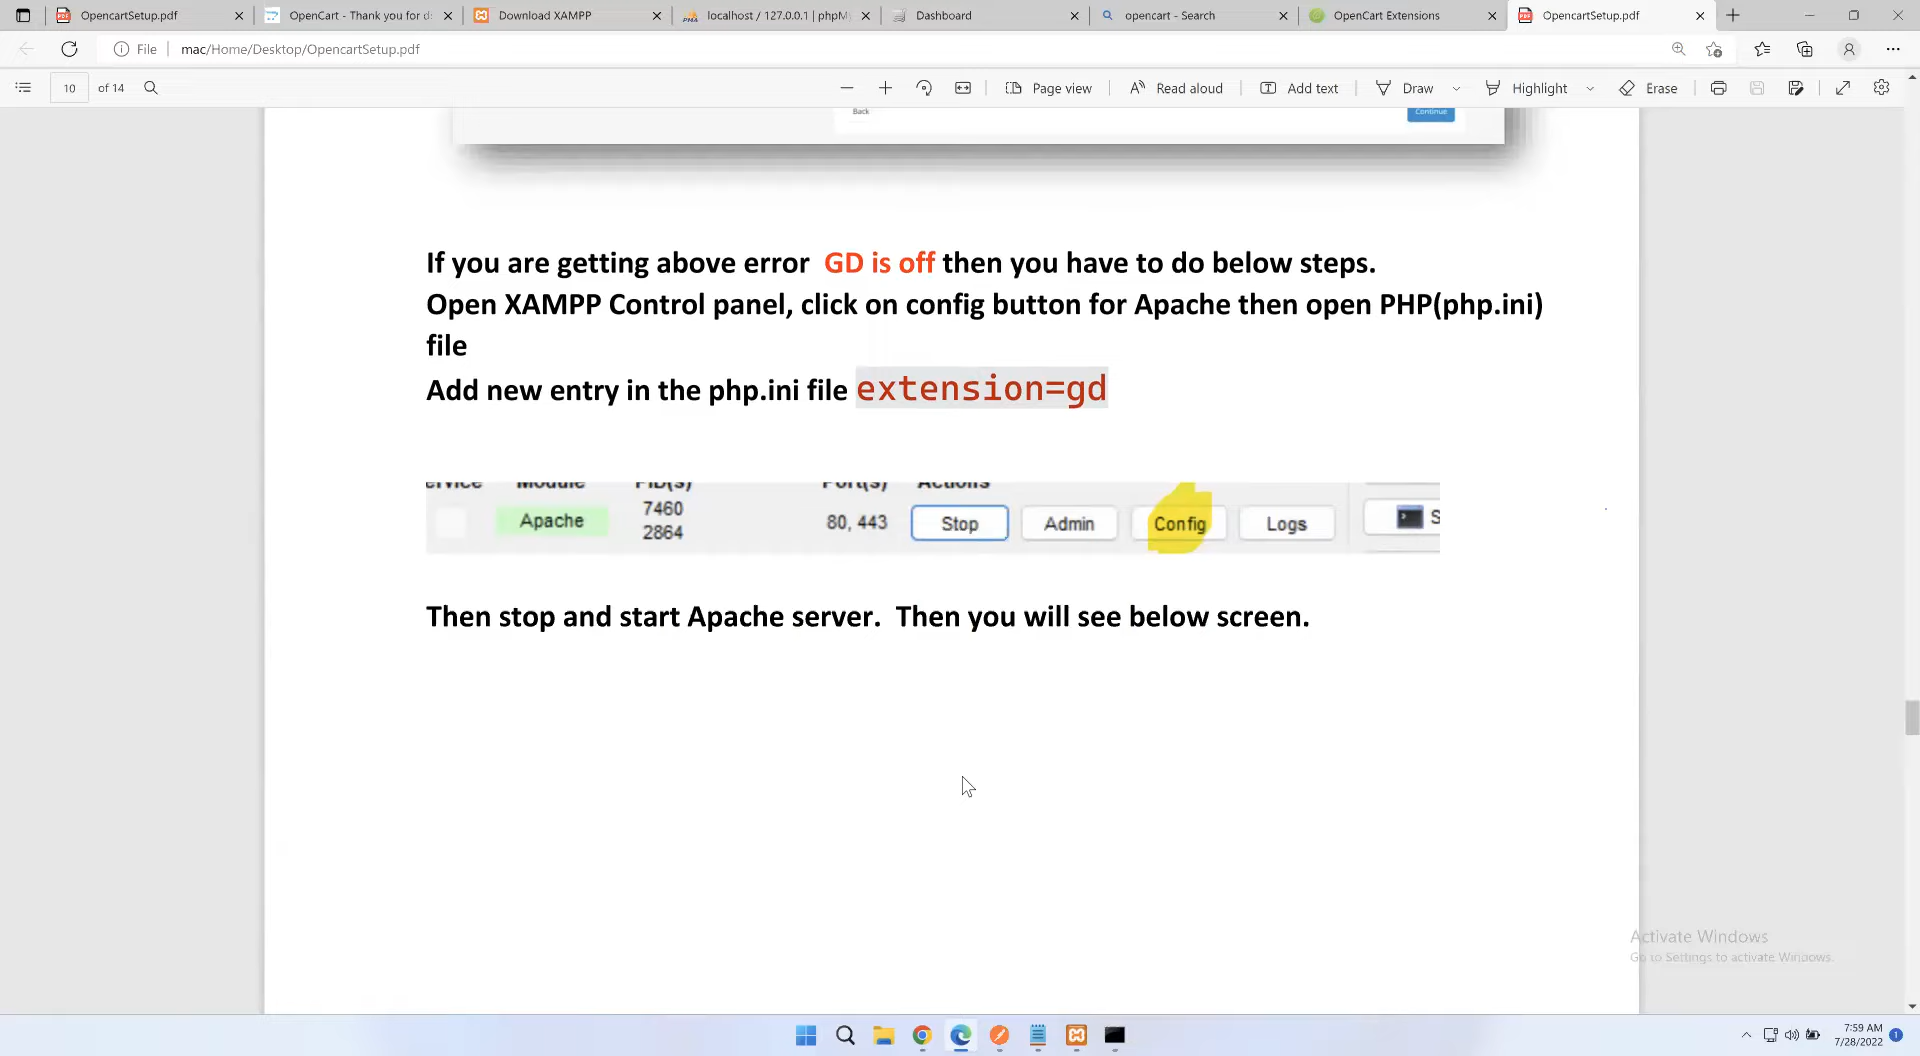 OpencartSetup.pdf
OpenCart - Thank you for d
Download XAMPP
localhost / 127.0.0.1 | phpM
Dashboard
opencart - Search
OpenCart Extensions
OpencartSetup.pdf
File
mac/Home/Desktop/OpencartSetup.pdf
10 of 14
Page view
Read aloud
Add text
Draw
Highlight
Erase
Back
Continue
If you are getting above error GD is off then you have to do below steps.
Open XAMPP Control panel, click on config button for Apache then open PHP(php.ini)
file
Add new entry in the php.ini file extension=gd
ervice Module PID(s) Port(s) Actions
Apache
7460
2864
80, 443
Stop
Admin
Config
Logs
S
Then stop and start Apache server. Then you will see below screen.
Activate Windows
Go to Settings to activate Windows.
7:59 AM
7/28/2022
1